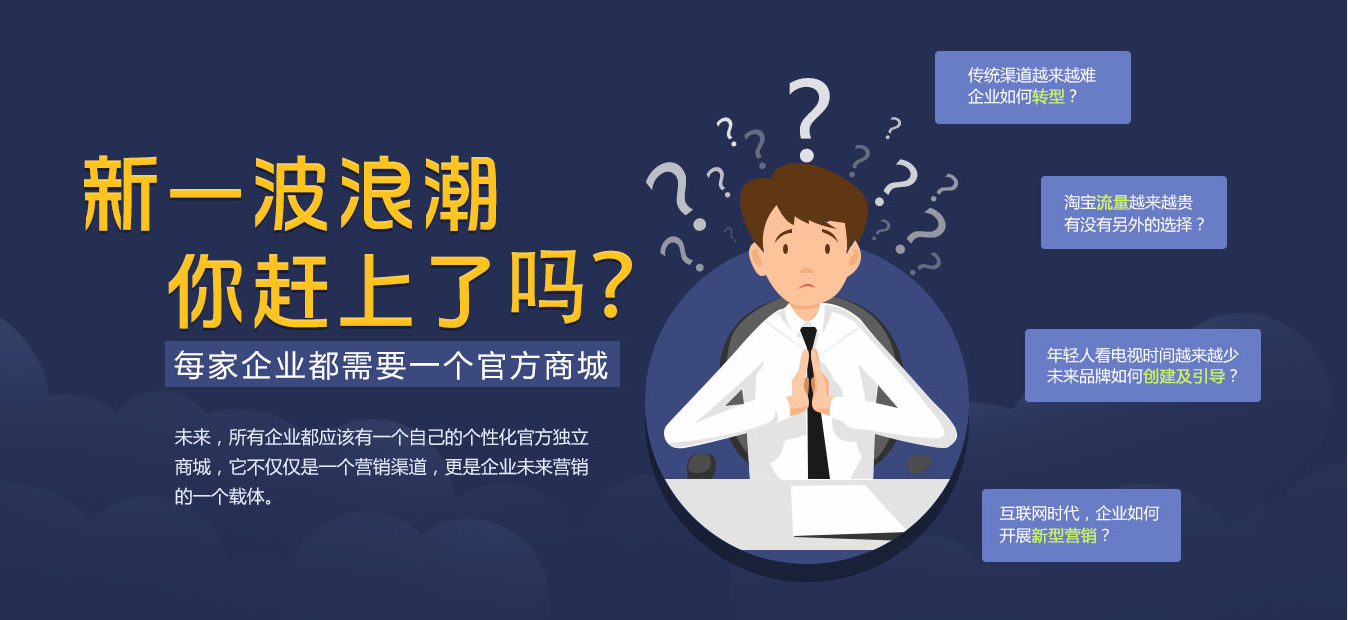 新一波浪潮
你赶上了吗?
每家企业都需要一个官方商城
未来，所有企业都应该有一个自己的个性化官方独立
商城，它不仅仅是一个营销渠道，更是企业未来营销
的一个载体。
传统渠道越来越难
企业如何转型？
淘宝流量越来越贵
有没有另外的选择？
年轻人看电视时间越来越少
未来品牌如何创建及引导？
互联网时代，企业如何
开展新型营销？